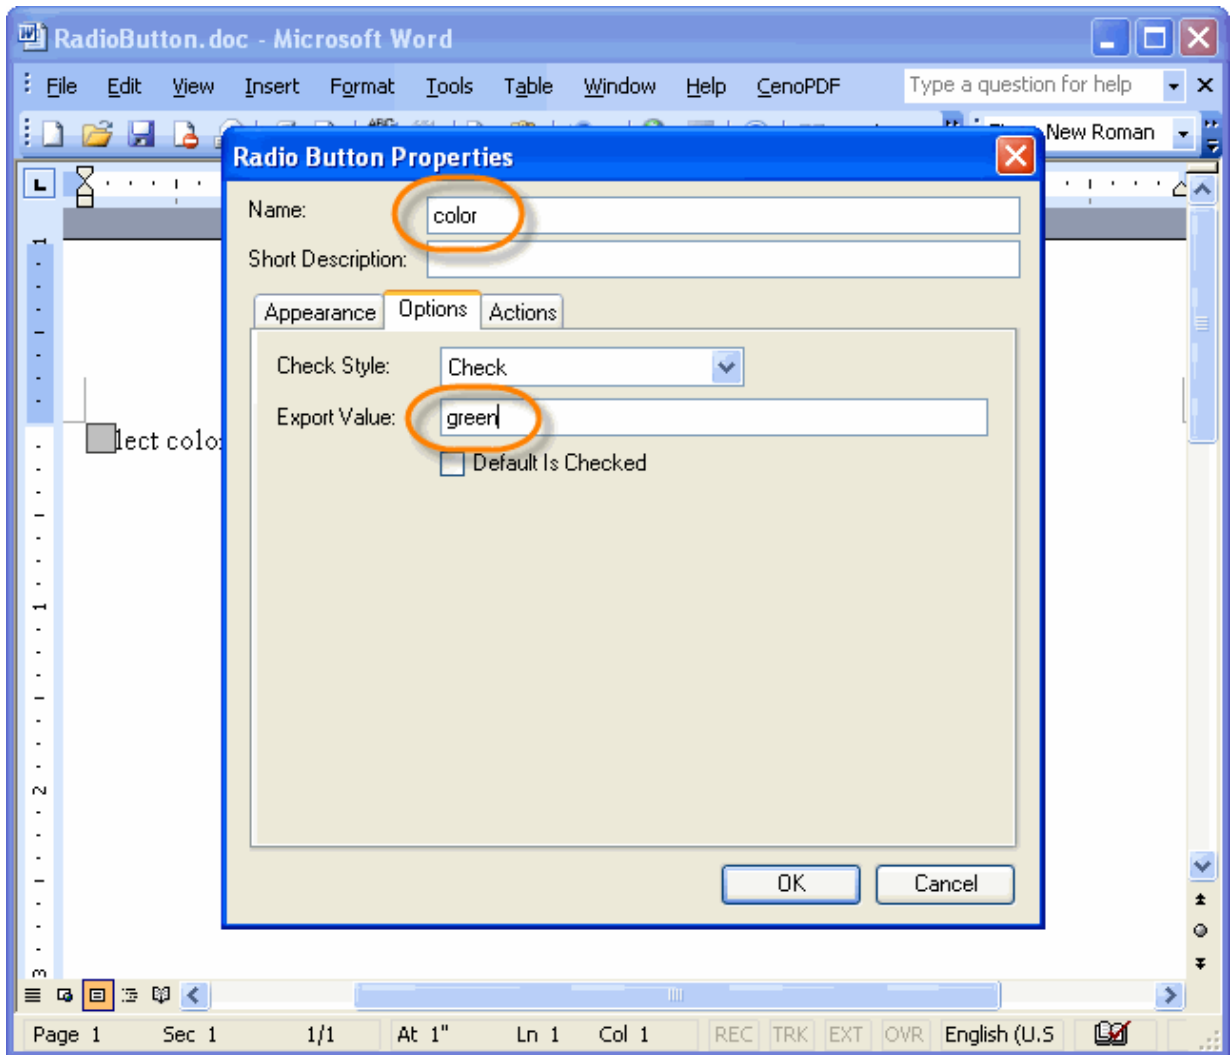 RadioButton.doc - Microsoft Word
File Edit View Insert Format Tools Table Window Help CenoPDF Type a question for help
New Roman
Radio Button Properties
Name: color
Short Description:
Appearance Options Actions
Check Style: Check
Export Value: green
lect color
Default Is Checked
OK Cancel
Page 1 Sec 1 1/1 At 1" Ln 1 Col 1 REC TRK EXT OVR English (U.S